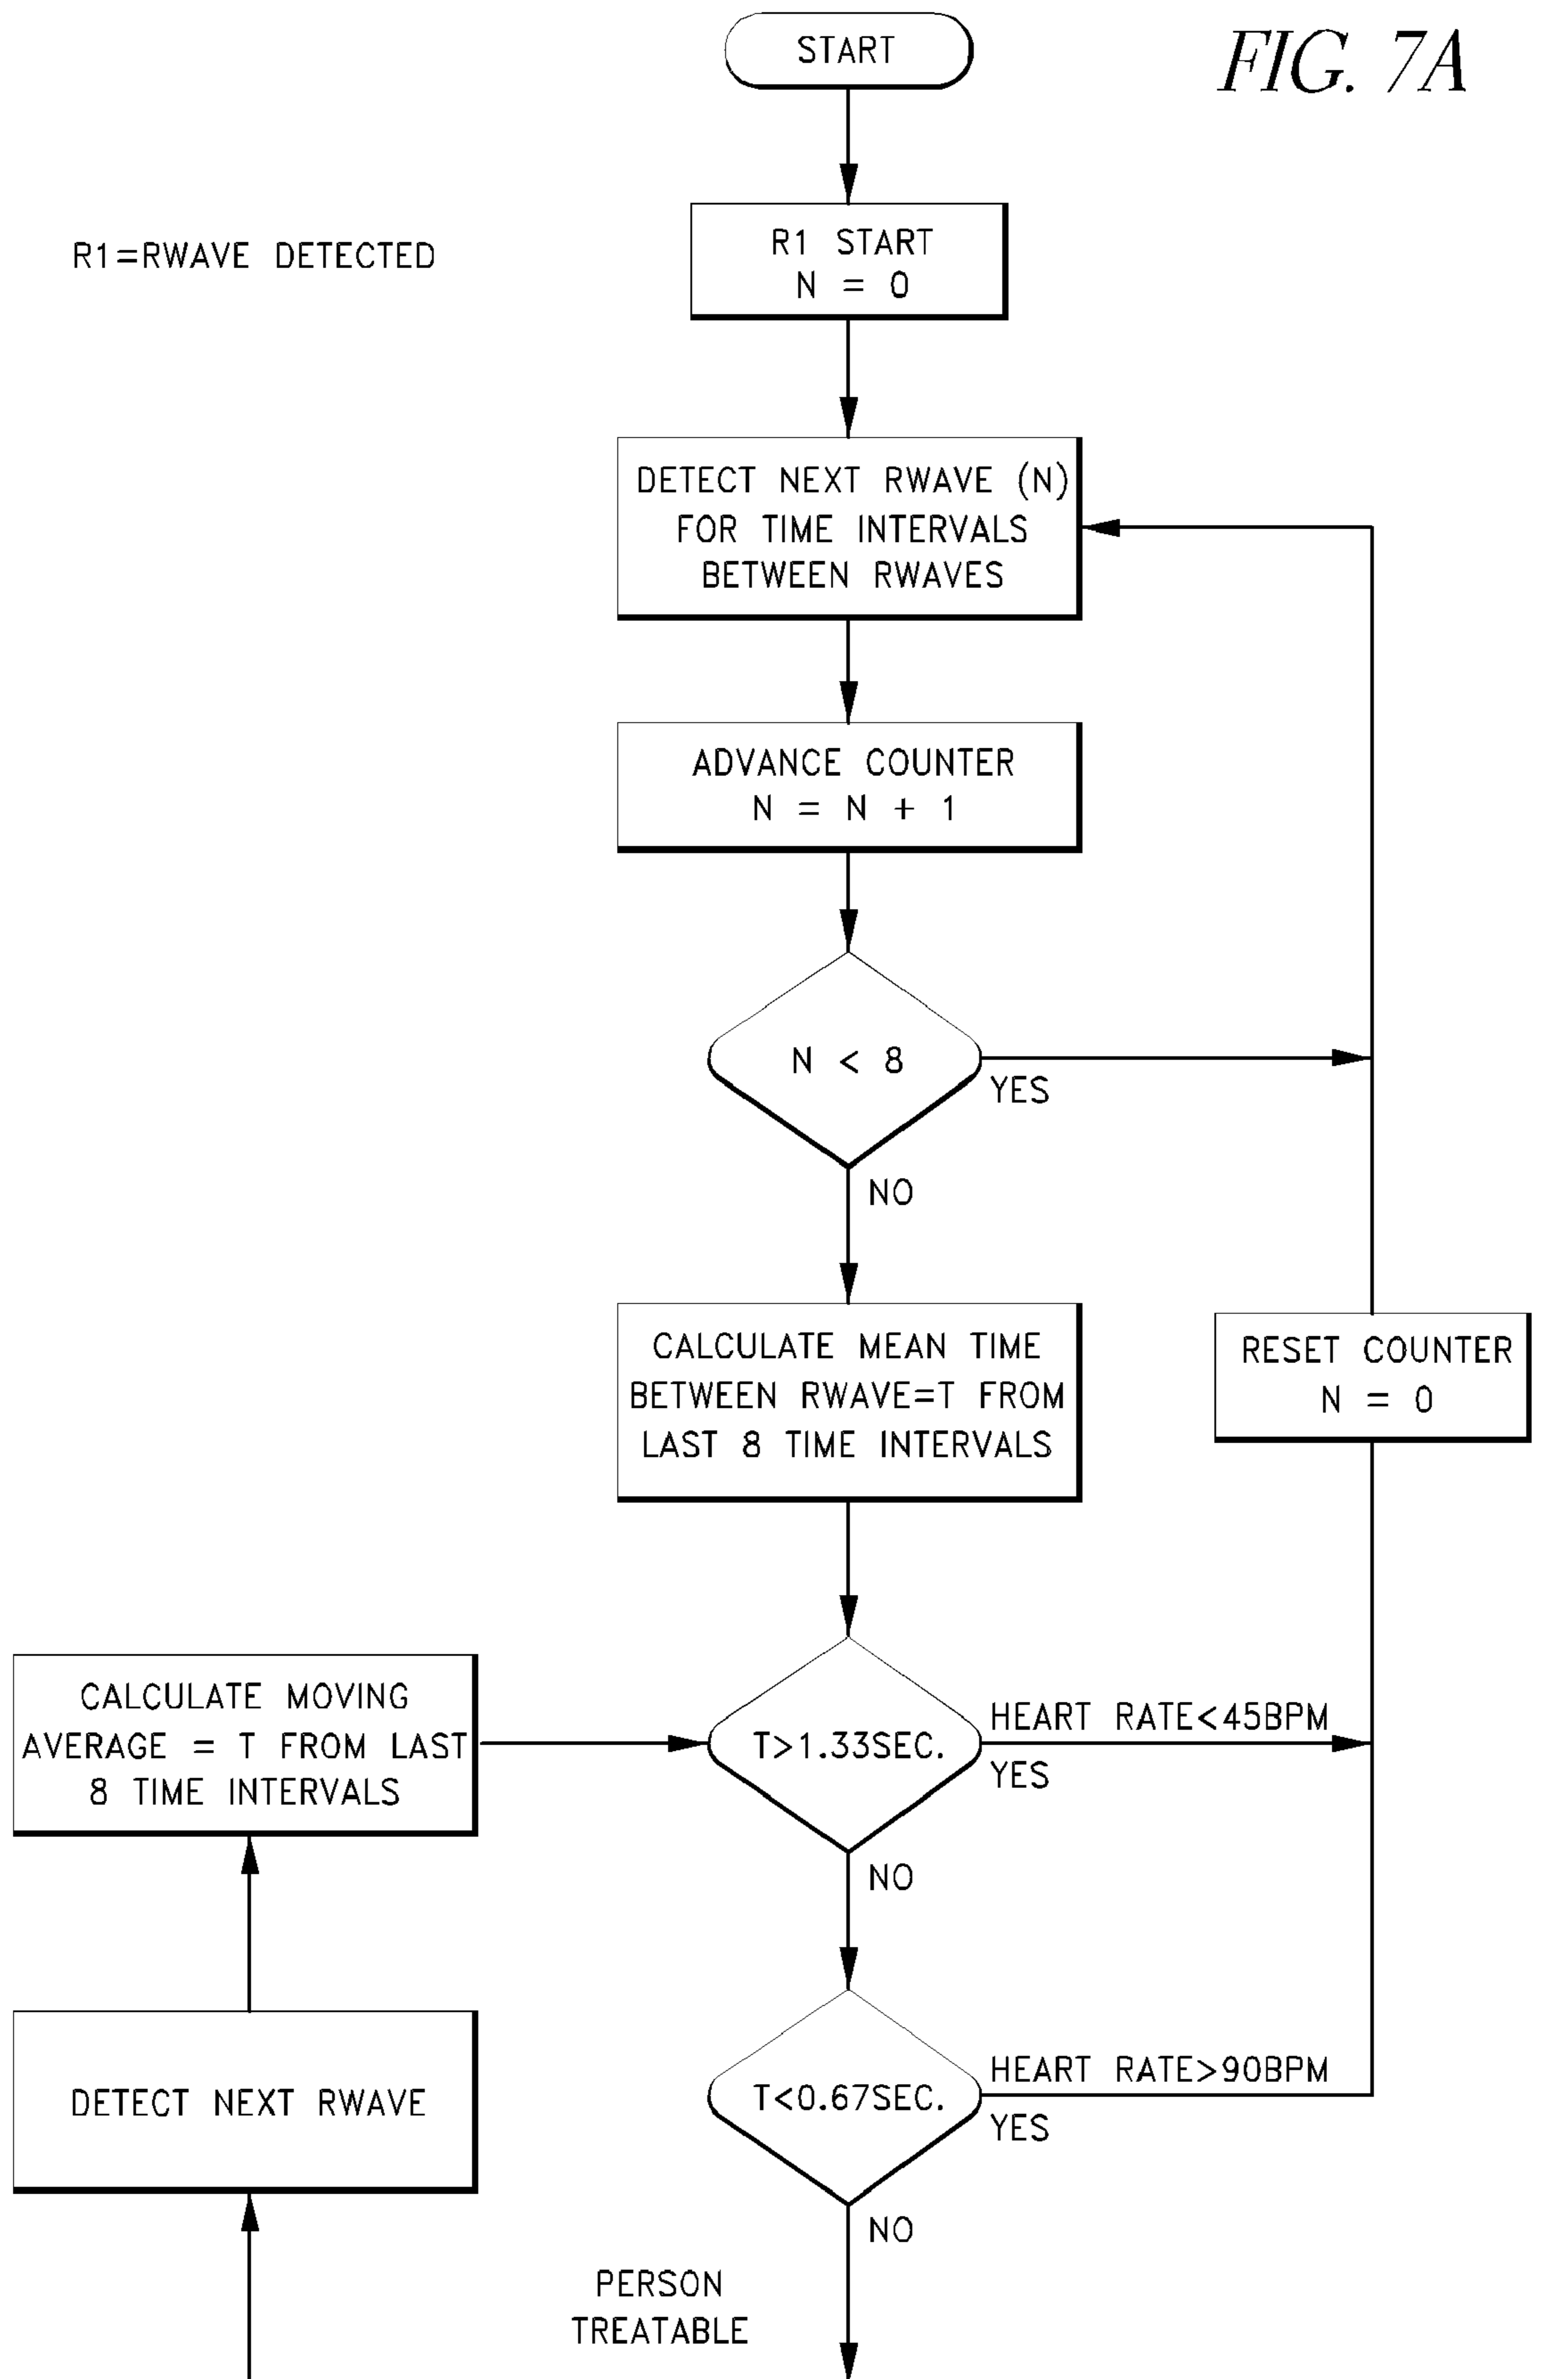 START
FIG. 7A
R1=RWAVE DETECTED
R1 START
N = 0
DETECT NEXT RWAVE (N)
FOR TIME INTERVALS
BETWEEN RWAVES
ADVANCE COUNTER
N = N + 1
N < 8
YES
NO
CALCULATE MEAN TIME
BETWEEN RWAVE=T FROM
LAST 8 TIME INTERVALS
RESET COUNTER
N = 0
CALCULATE MOVING
AVERAGE = T FROM LAST
8 TIME INTERVALS
T>1.33SEC.
HEART RATE<45BPM
YES
NO
DETECT NEXT RWAVE
T<0.67SEC.
HEART RATE>90BPM
YES
NO
PERSON
TREATABLE